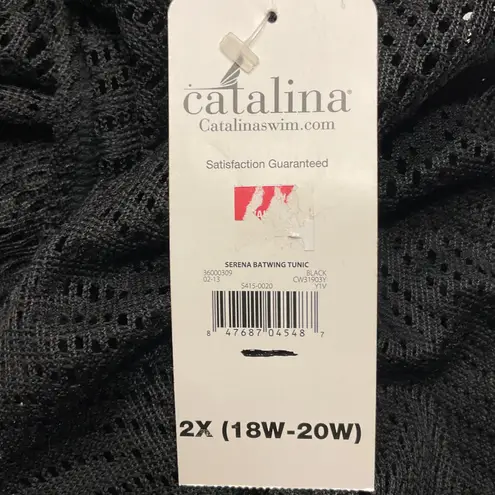 catalina®
Catalinaswim.com
Satisfaction Guaranteed
SERENA BATWING TUNIC
36000309 BLACK
02-13 CW31903Y
5415-0020 Y1V
8 47687 04548 7
2X (18W-20W)